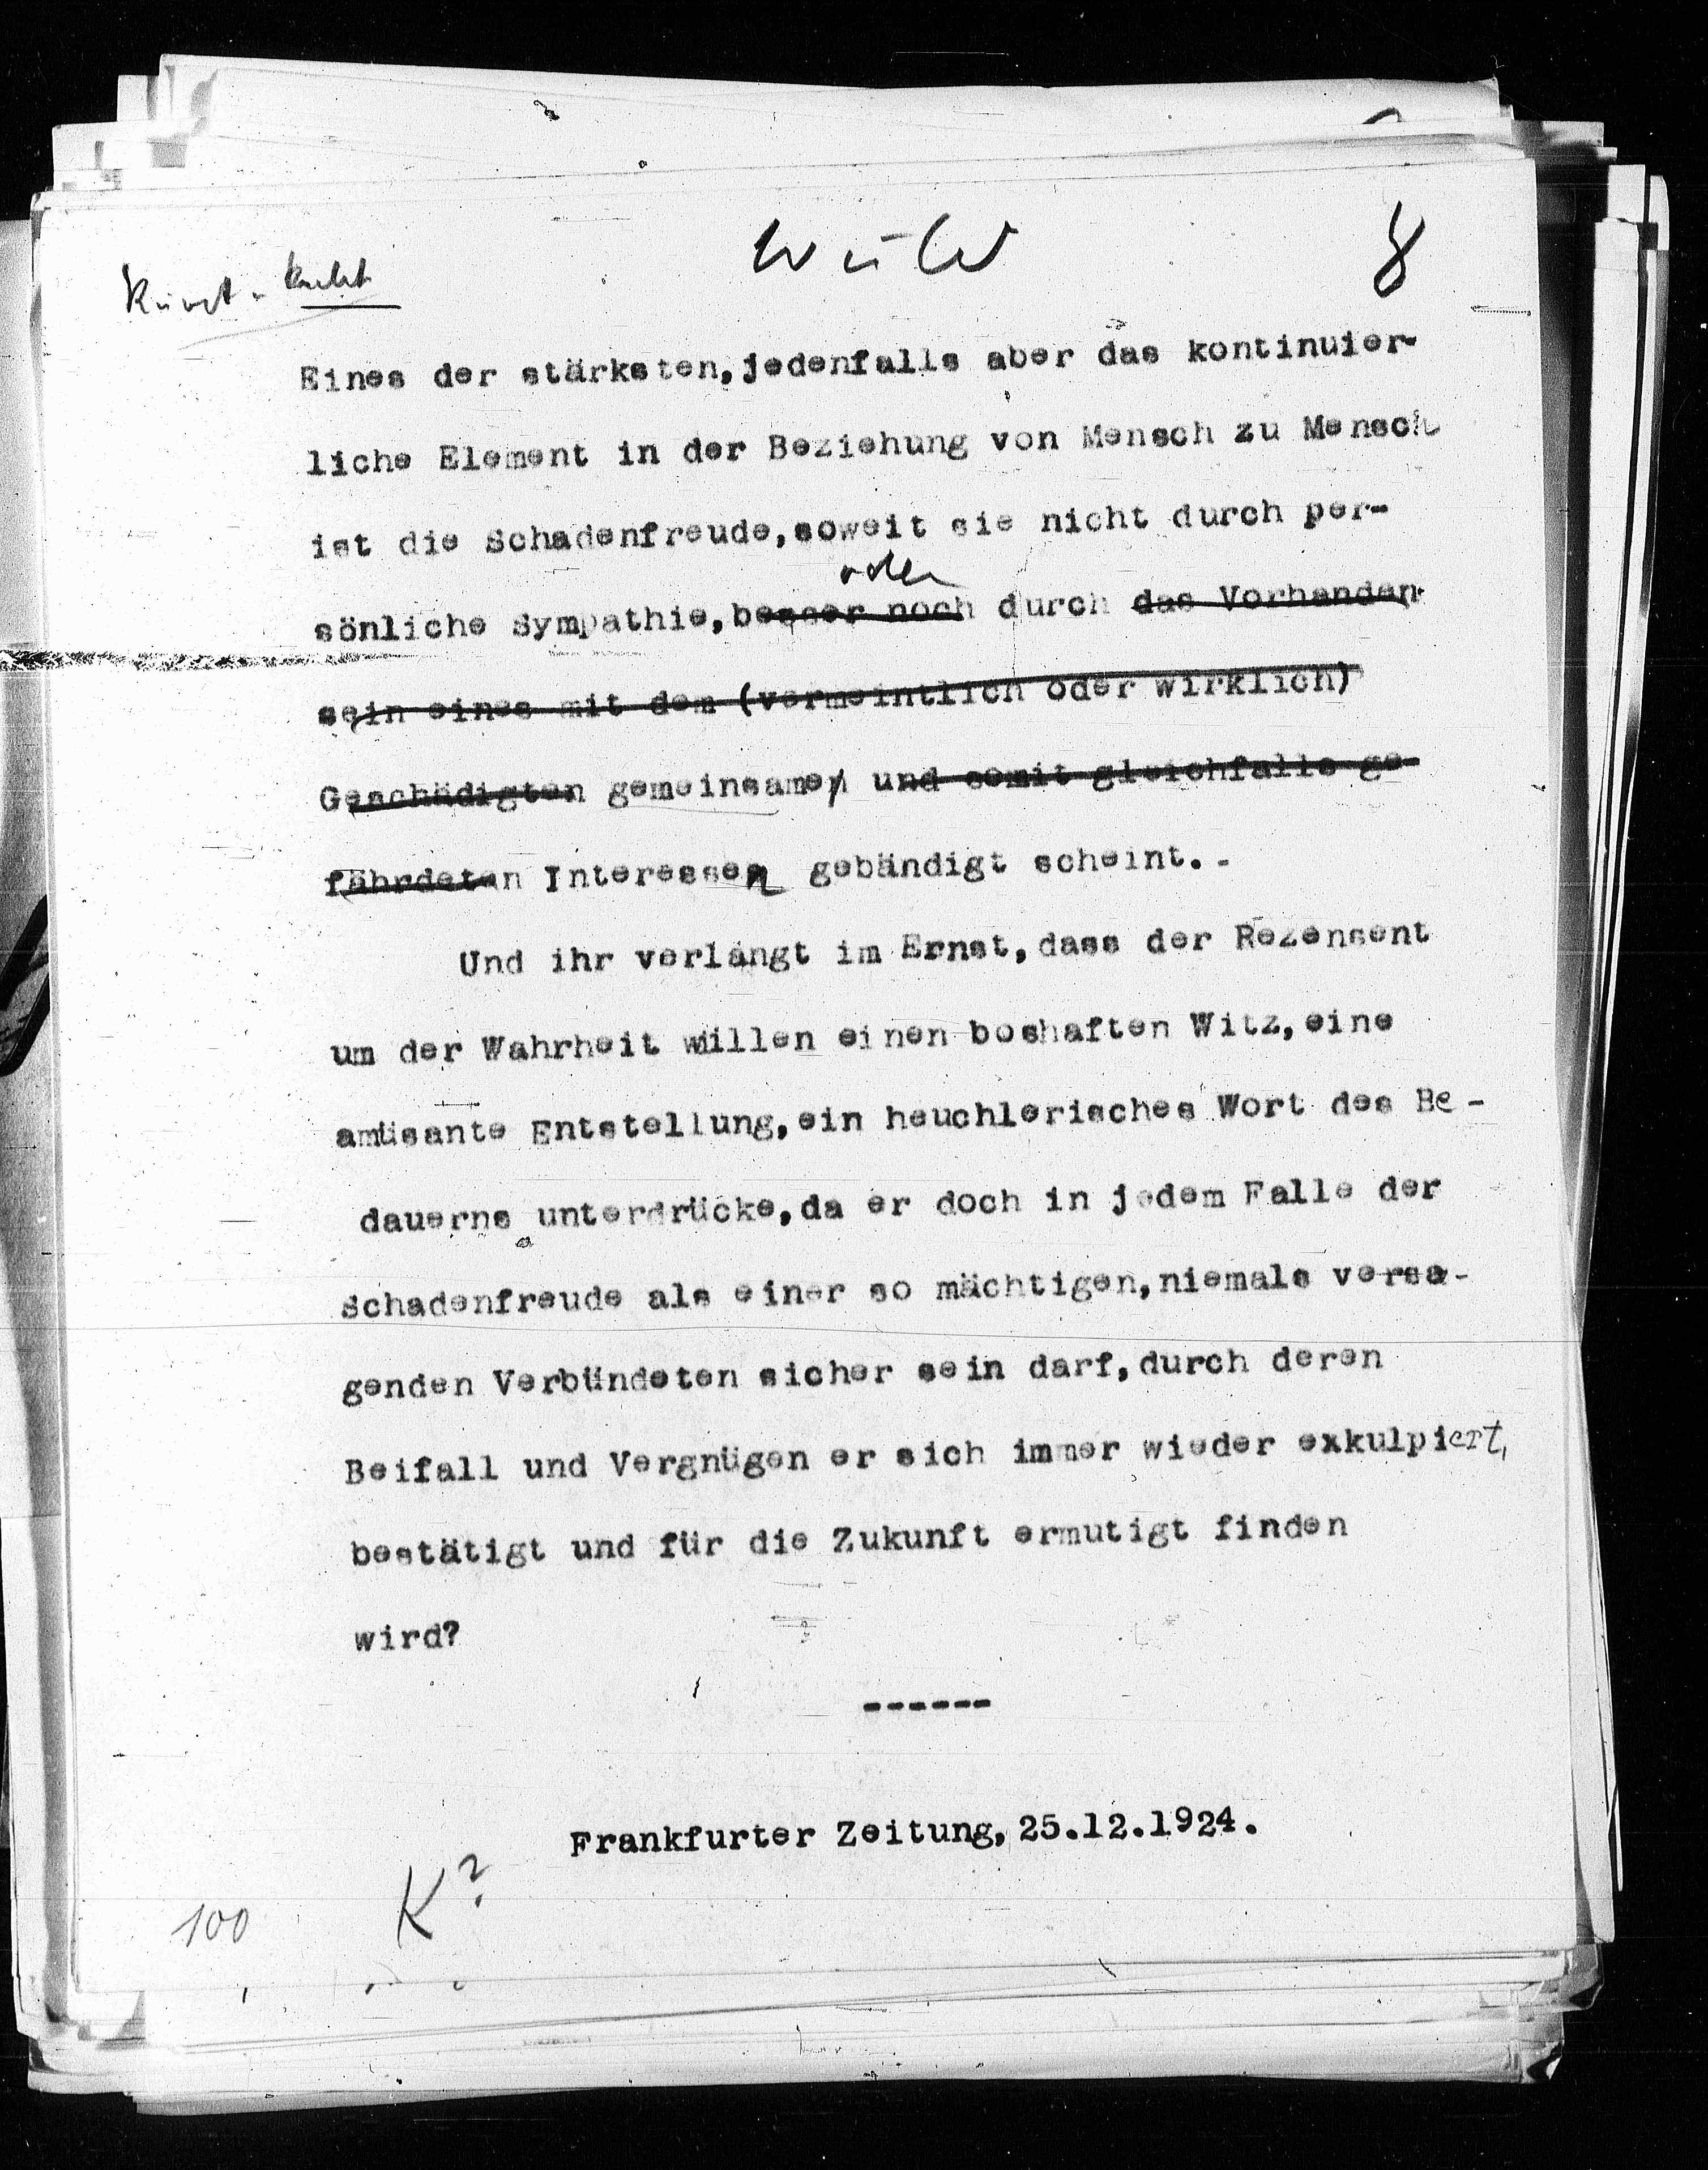 W u W
8
Kunst u Kritik
Eines der stärksten, jedenfalls aber das kontinuier-
liche Element in der Beziehung von Mensch zu Mensch
ist die Schadenfreude, soweit sie nicht durch per-
oder
sönliche Sympathie, besser noch durch das Vorhanden
sein eines mit dem (vermeintlich oder wirklich)
Geschädigten gemeinsamen und somit gleichfalls ge-
fährdeten Interessen gebändigt scheint. -
Und ihr verlangt im Ernst, dass der Rezensent
um der Wahrheit willen einen boshaften Witz, eine
amüsante Entstellung, ein heuchlerisches Wort des Be-
dauerns unterdrücke, da er doch in jedem Falle der
Schadenfreude als einer so mächtigen, niemals versa-
genden Verbündeten sicher sein darf, durch deren
Beifall und Vergnügen er sich immer wieder exkulpiert,
bestätigt und für die Zukunft ermutigt finden
wird?
------
Frankfurter Zeitung, 25.12.1924.
K?
100